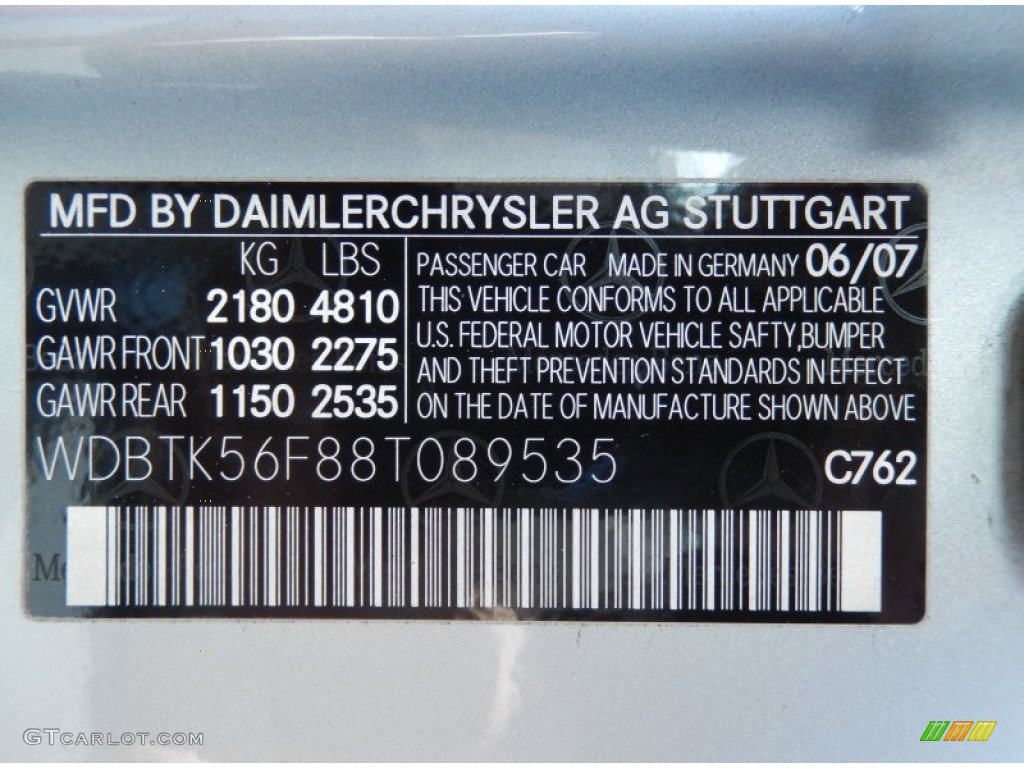 MFD BY DAIMLERCHRYSLER AG STUTTGART
KG LBS
GVWR 2180 4810
GAWR FRONT 1030 2275
GAWR REAR 1150 2535
PASSENGER CAR MADE IN GERMANY 06/07
THIS VEHICLE CONFORMS TO ALL APPLICABLE
U.S. FEDERAL MOTOR VEHICLE SAFTY,BUMPER
AND THEFT PREVENTION STANDARDS IN EFFECT
ON THE DATE OF MANUFACTURE SHOWN ABOVE
WDBTK56F88T089535 C762
GTCARLOT.COM